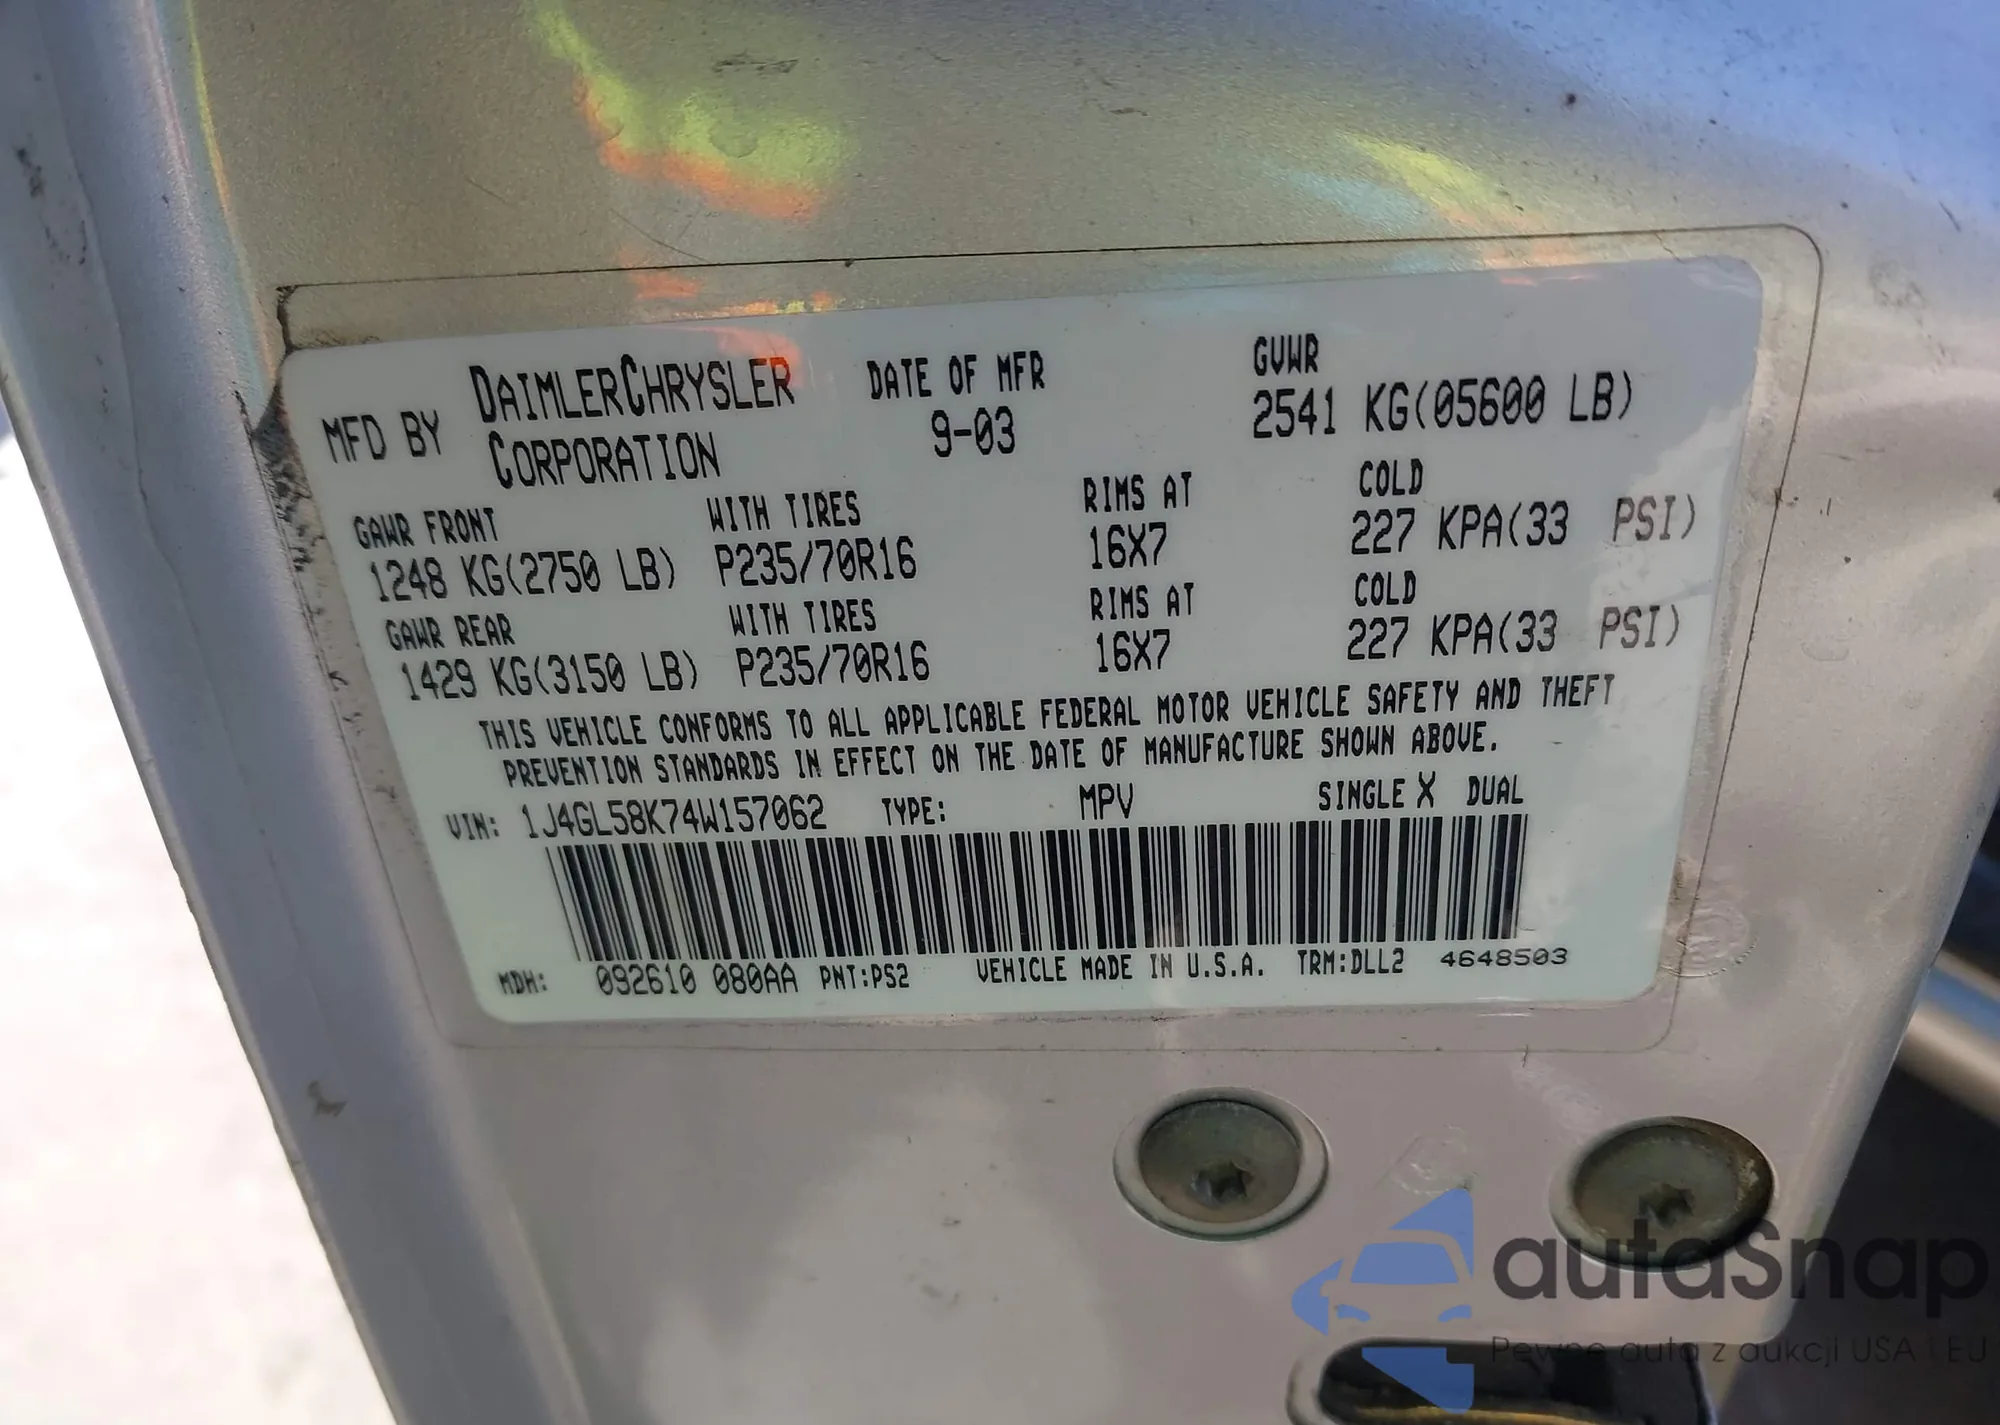 MFD BY DAIMLERCHRYSLER CORPORATION DATE OF MFR 9-03 GVWR 2541 KG(05600 LB)
GAWR FRONT WITH TIRES RIMS AT COLD
1248 KG(2750 LB) P235/70R16 16X7 227 KPA(33 PSI)
GAWR REAR WITH TIRES RIMS AT COLD
1429 KG(3150 LB) P235/70R16 16X7 227 KPA(33 PSI)
THIS VEHICLE CONFORMS TO ALL APPLICABLE FEDERAL MOTOR VEHICLE SAFETY AND THEFT
PREVENTION STANDARDS IN EFFECT ON THE DATE OF MANUFACTURE SHOWN ABOVE.
VIN: 1J4GL58K74W157062 TYPE: MPV SINGLE X DUAL
MDH: 092610 080AA PNT:PS2 VEHICLE MADE IN U.S.A. TRM:DLL2 4648503
autaSnap
Pewne auta z aukcji USA i EU